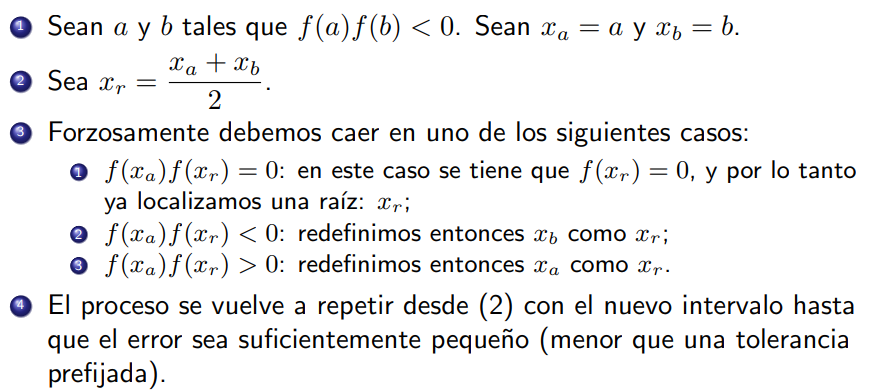 1 Sean a y b tales que f(a)f(b) < 0. Sean x_a = a y x_b = b.
2 Sea x_r = (x_a + x_b)/2.
3 Forzosamente debemos caer en uno de los siguientes casos:
1 f(x_a)f(x_r) = 0: en este caso se tiene que f(x_r) = 0, y por lo tanto
ya localizamos una raíz: x_r;
2 f(x_a)f(x_r) < 0: redefinimos entonces x_b como x_r;
3 f(x_a)f(x_r) > 0: redefinimos entonces x_a como x_r.
4 El proceso se vuelve a repetir desde (2) con el nuevo intervalo hasta
que el error sea suficientemente pequeño (menor que una tolerancia
prefijada).